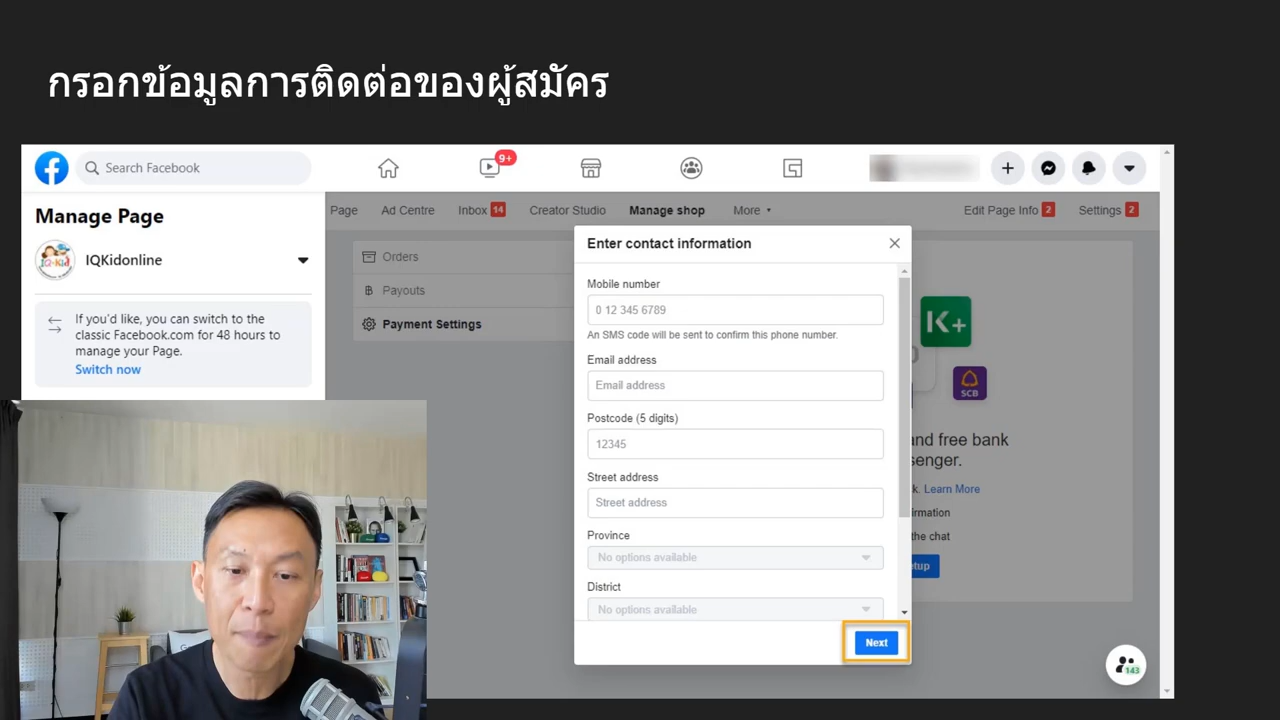 กรอกข้อมูลการติดต่อของผู้สมัคร
Search Facebook
9+
Manage Page
IQKidonline
If you'd like, you can switch to the
classic Facebook.com for 48 hours to
manage your Page.
Switch now
Page
Ad Centre
Inbox 14
Creator Studio
Manage shop
More
Edit Page Info 2
Settings 2
Orders
Payouts
Payment Settings
Enter contact information
Mobile number
0 12 345 6789
An SMS code will be sent to confirm this phone number.
Email address
Email address
Postcode (5 digits)
12345
Street address
Street address
Province
No options available
District
No options available
Next
K+
SCB
and free bank
senger.
k. Learn More
irmation
the chat
etup
143